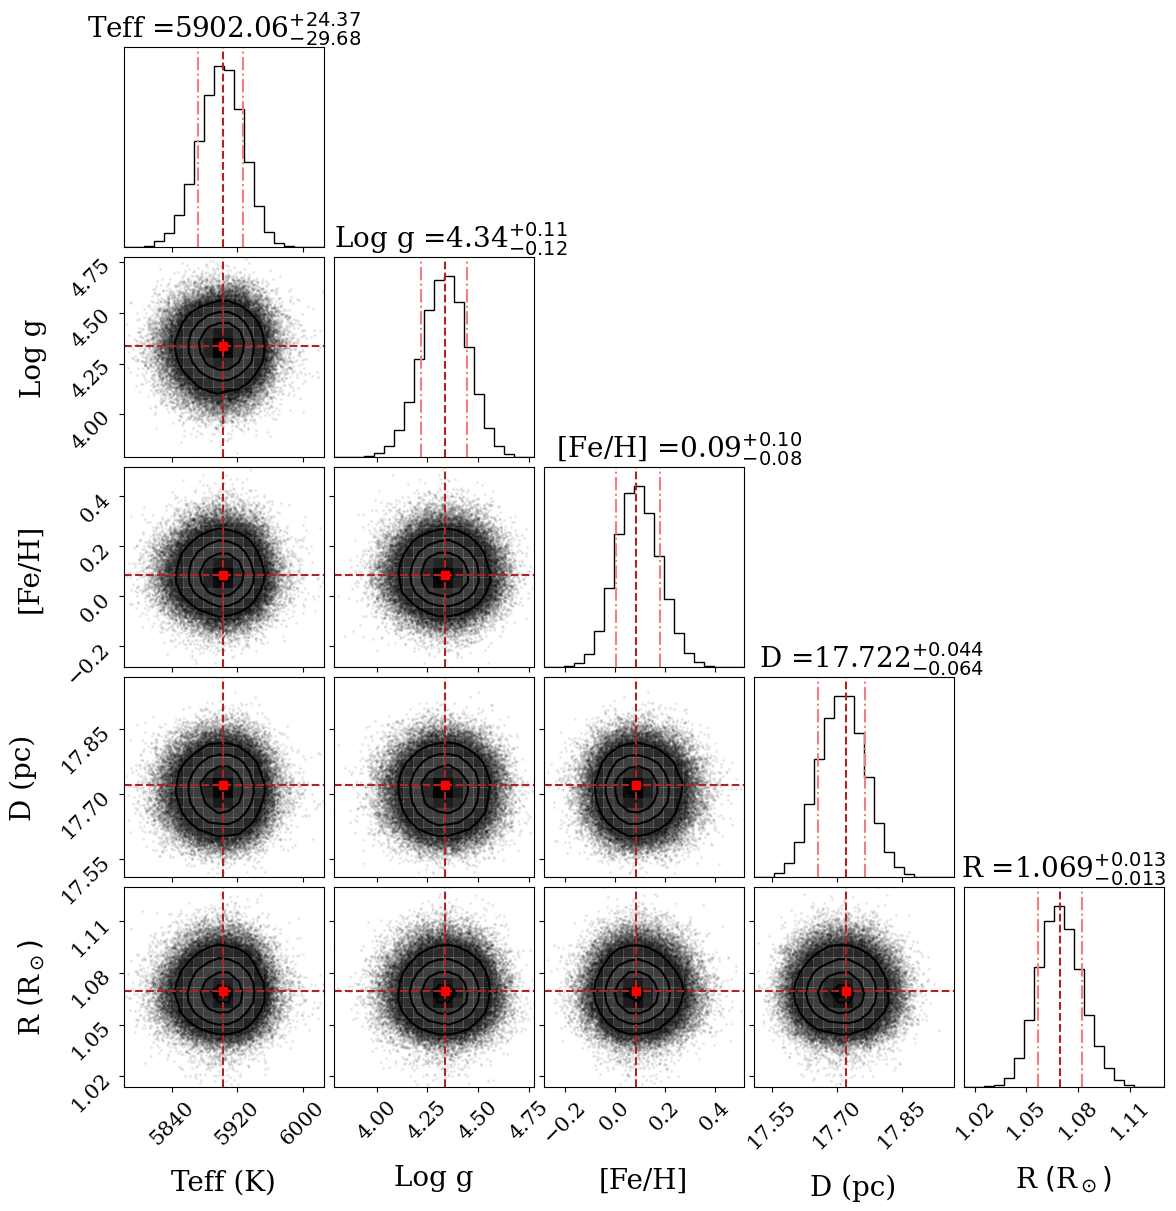 Teff =5902.06+24.37−29.68
Log g =4.34+0.11−0.12
4.75
4.50
4.25
4.00
Log g
[Fe/H] =0.09+0.10−0.08
0.4
0.2
0.0
−0.2
[Fe/H]
D =17.722+0.044−0.064
17.85
17.70
17.55
D (pc)
R =1.069+0.013−0.013
1.11
1.08
1.05
1.02
R (R⊙)
5840 5920 6000
4.00 4.25 4.50 4.75
−0.2 0.0 0.2 0.4
17.55 17.70 17.85
1.02 1.05 1.08 1.11
Teff (K) Log g [Fe/H] D (pc) R (R⊙)